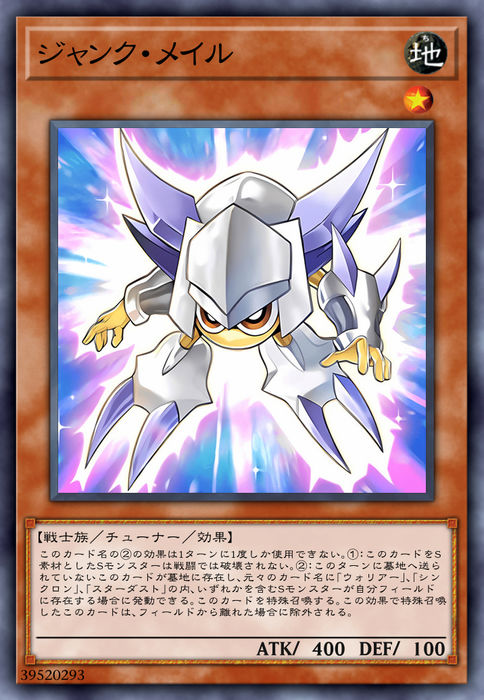 ジャンク・メイル
地
【戦士族／チューナー／効果】
このカード名の②の効果は1ターンに1度しか使用できない。①：このカードをS
素材としたSモンスターは戦闘では破壊されない。②：このターンに墓地へ送ら
れていないこのカードが墓地に存在し、元々のカード名に「ウォリアー」、「シン
クロン」、「スターダスト」の内、いずれかを含むSモンスターが自分フィールド
に存在する場合に発動できる。このカードを特殊召喚する。この効果で特殊召喚
したこのカードは、フィールドから離れた場合に除外される。
ATK/ 400 DEF/ 100
39520293